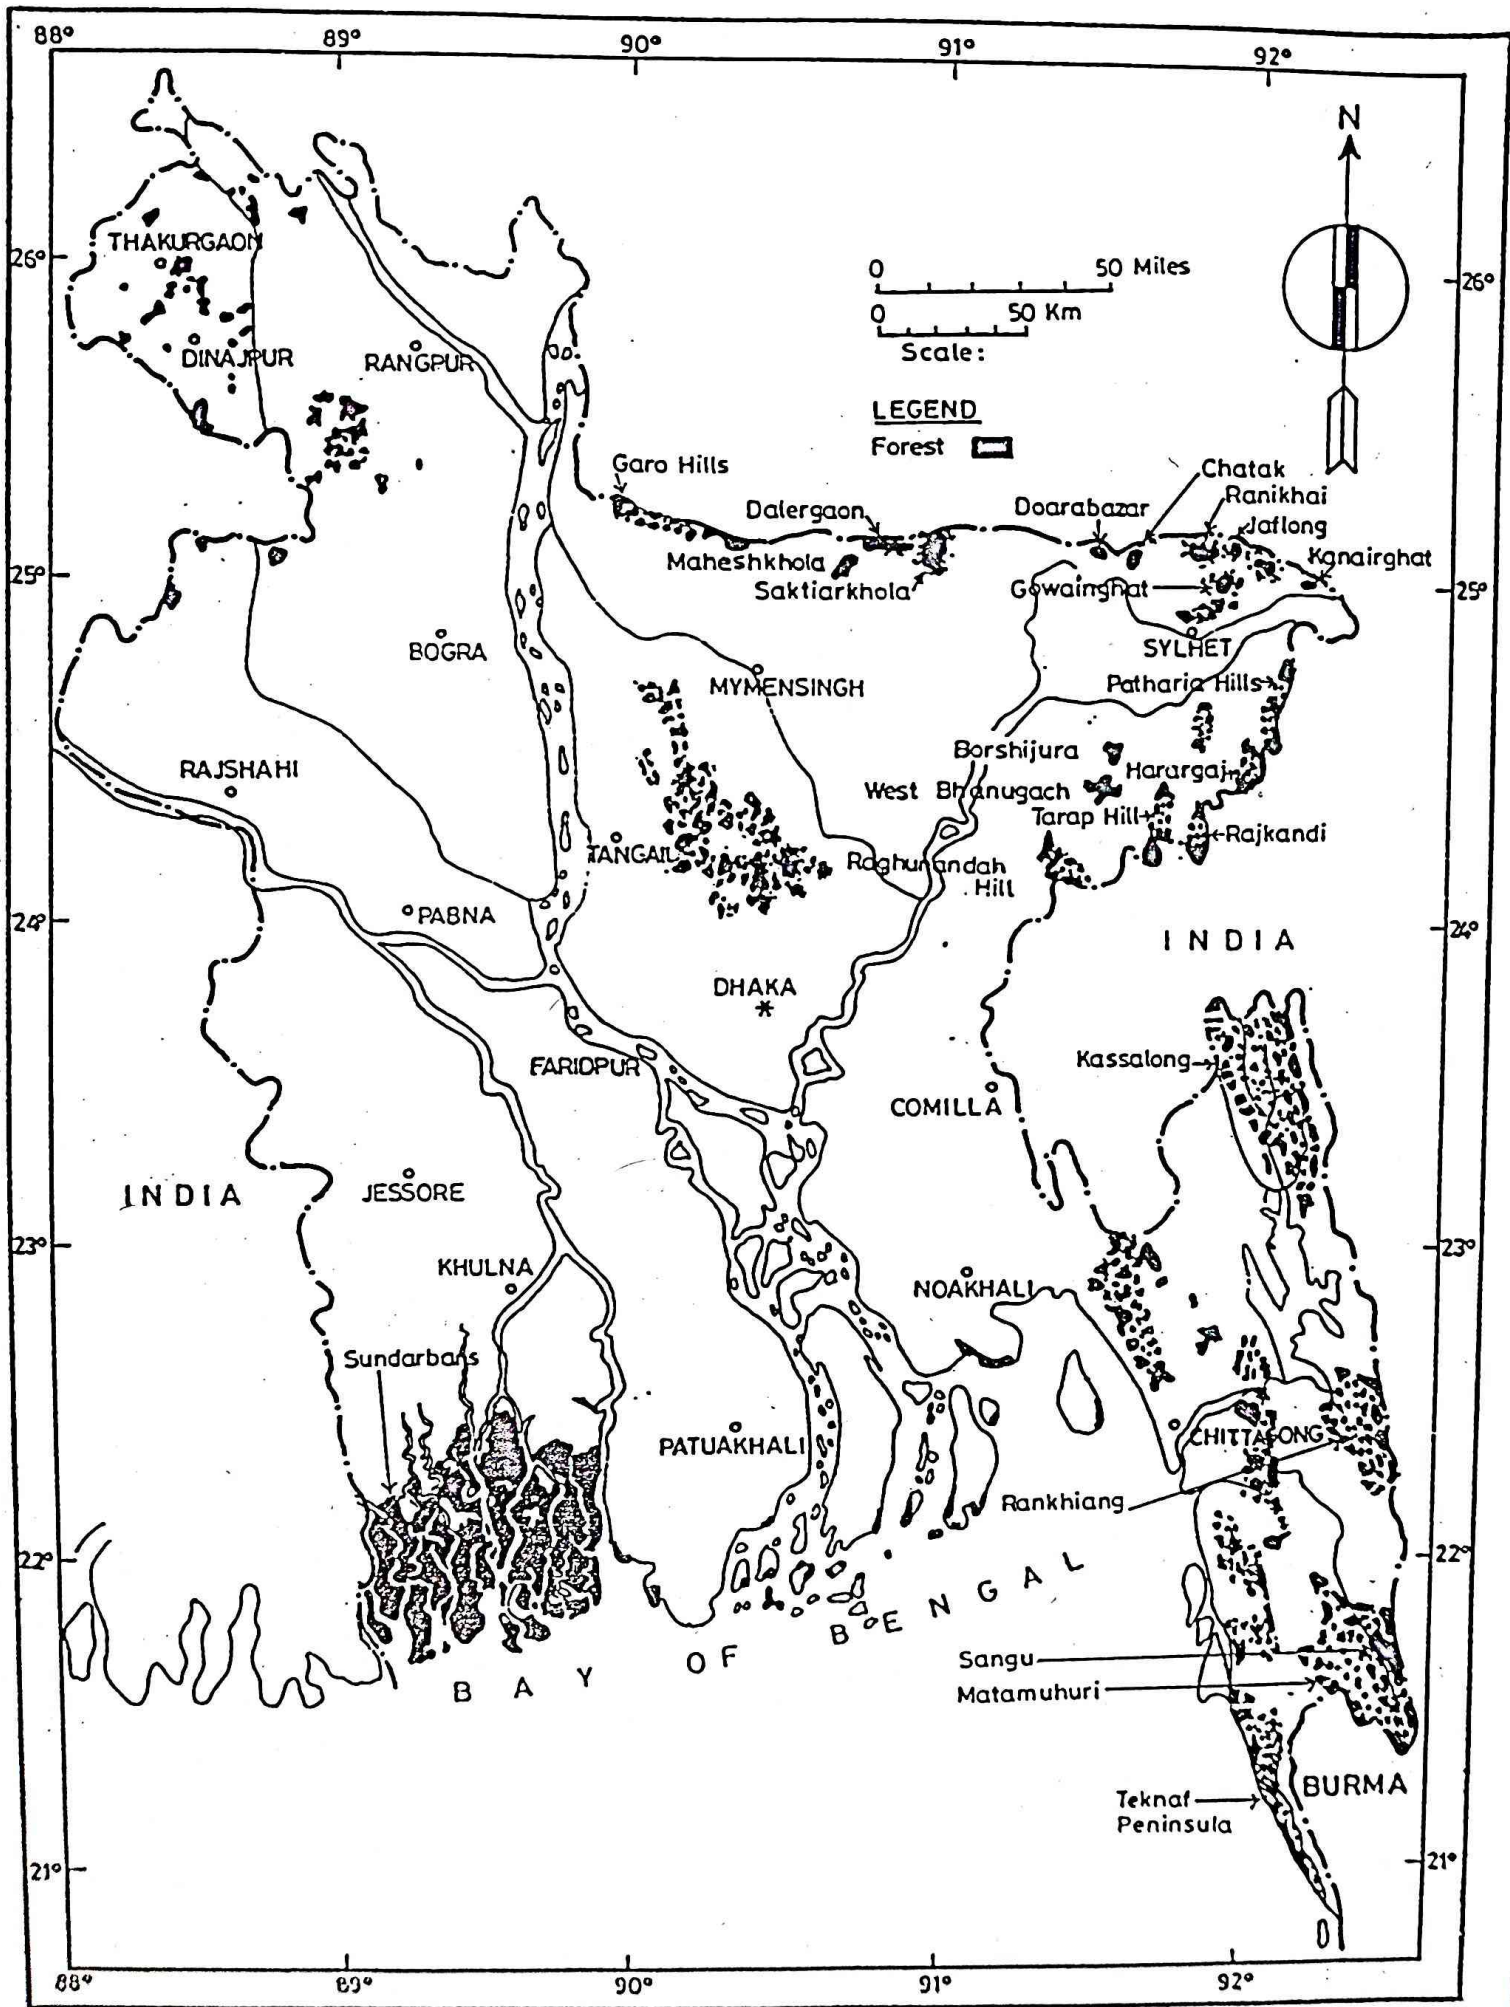 88°
89°
90°
91°
92°
N
THAKURGAON
26°
26°
0 50 Miles
0 50 Km
Scale:
DINAJPUR
RANGPUR
LEGEND
Forest
Garo Hills
Chatak
Ranikhai
Dalergaon
Doarabazar
Jaflong
Maheshkhola
Kanairghat
25°
Saktiarkhola
Gowainghat
25°
BOGRA
SYLHET
MYMENSINGH
Patharia Hills
Borshijura
RAJSHAHI
Harargaj
West Bhanugach
Tarap Hill
Rajkandi
TANGAIL
Raghunandah
Hill
24°
PABNA
24°
INDIA
DHAKA
FARIDPUR
Kassalong
COMILLA
INDIA
JESSORE
23°
23°
KHULNA
NOAKHALI
Sundarbans
PATUAKHALI
CHITTAGONG
Rankhiang
22°
22°
BAY OF BENGAL
Sangu
Matamuhuri
BURMA
Teknaf
Peninsula
21°
21°
88°
89°
90°
91°
92°